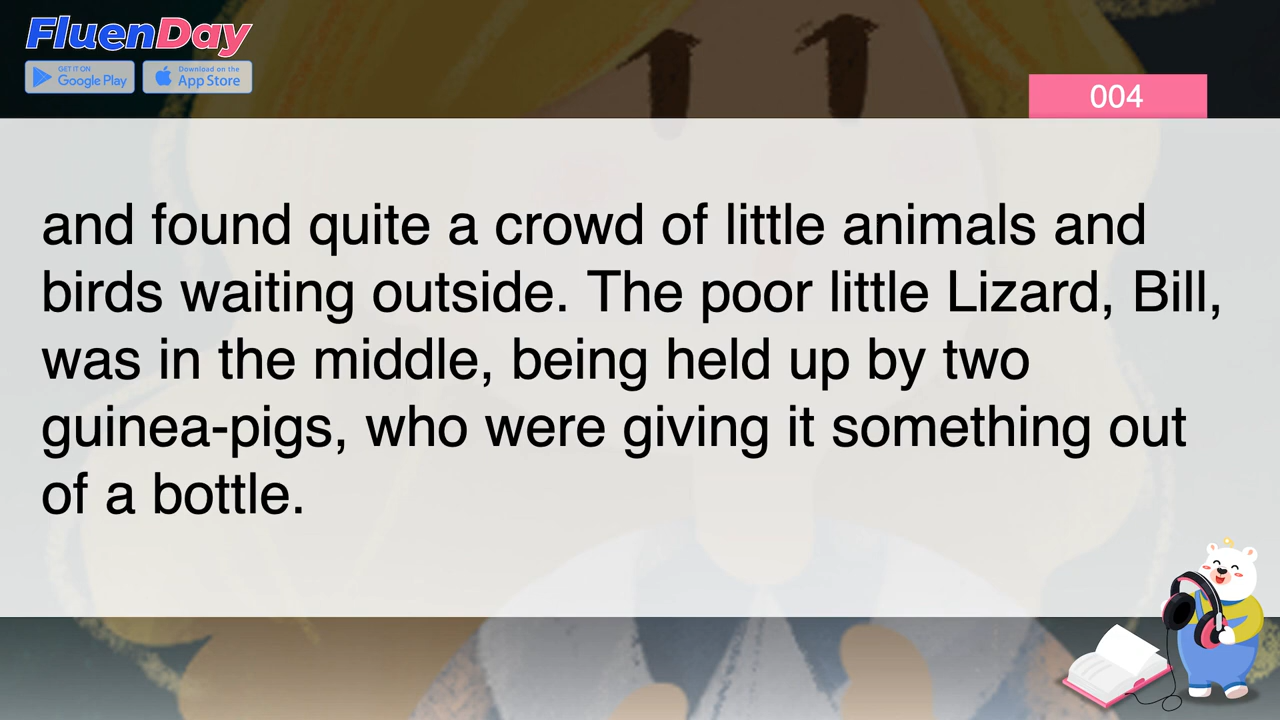 FluenDay
GET IT ON
Google Play
Download on the
App Store
004
and found quite a crowd of little animals and
birds waiting outside. The poor little Lizard, Bill,
was in the middle, being held up by two
guinea-pigs, who were giving it something out
of a bottle.